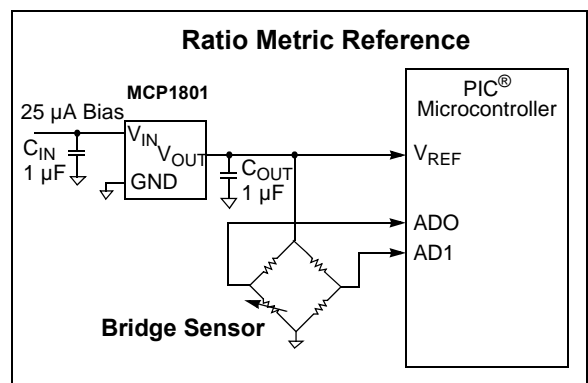 Ratio Metric Reference
MCP1801
PIC®
Microcontroller
25 µA Bias
VIN
VOUT
GND
CIN
1 µF
COUT
1 µF
VREF
ADO
AD1
Bridge Sensor